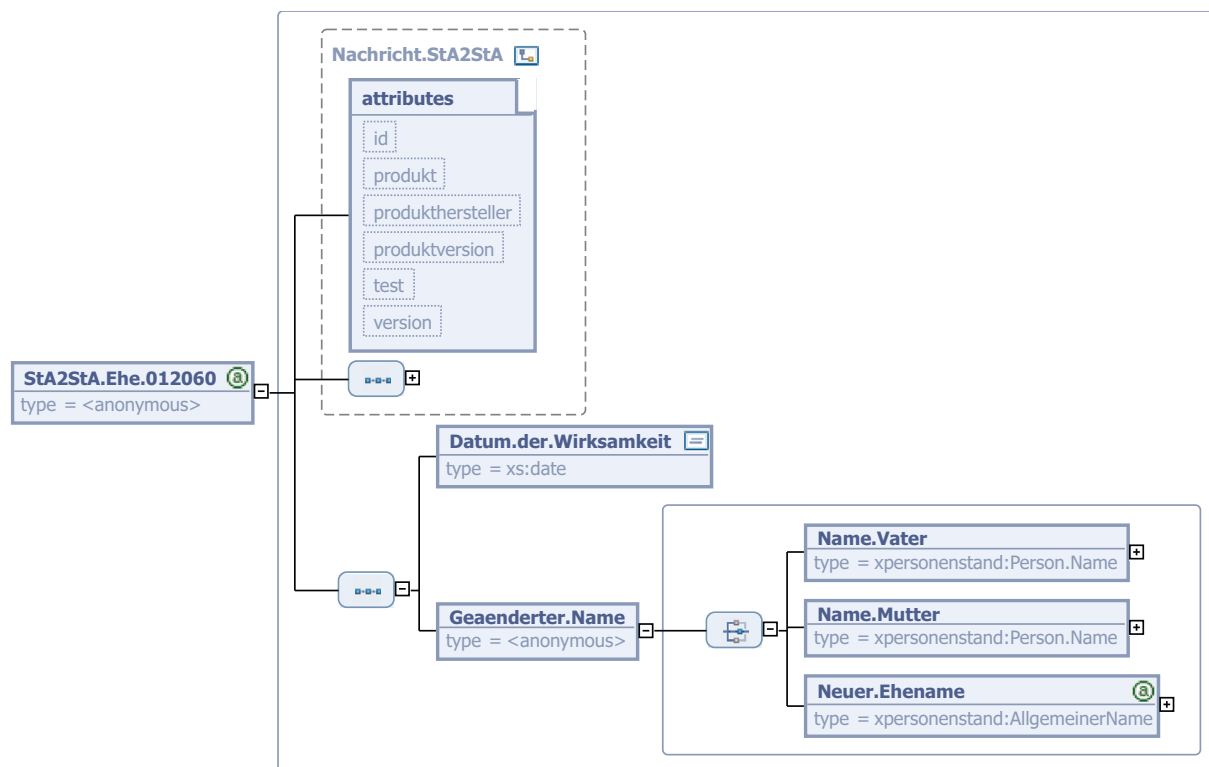 Nachricht.StA2StA
attributes
id
produkt
produkthersteller
produktversion
test
version
StA2StA.Ehe.012060 a
type = <anonymous>
Datum.der.Wirksamkeit
type = xs:date
Geaenderter.Name
type = <anonymous>
Name.Vater
type = xpersonenstand:Person.Name
Name.Mutter
type = xpersonenstand:Person.Name
Neuer.Ehename a
type = xpersonenstand:AllgemeinerName